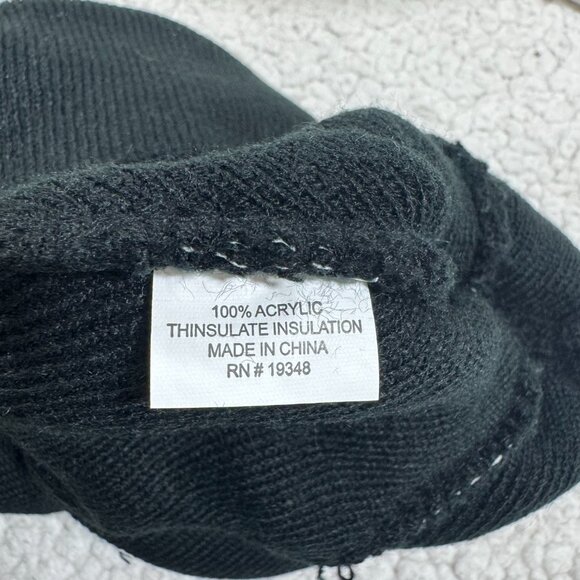 100% ACRYLIC
THINSULATE INSULATION
MADE IN CHINA
RN # 19348